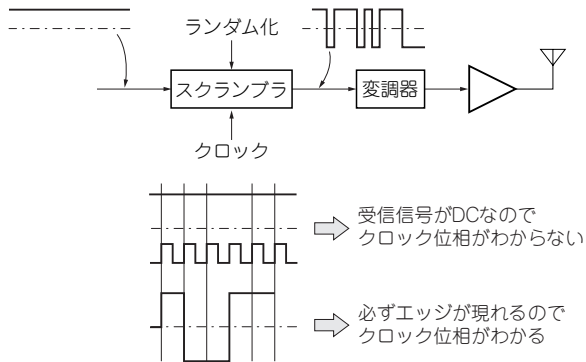 ランダム化
スクランブラ
変調器
クロック
受信信号がDCなので
クロック位相がわからない
必ずエッジが現れるので
クロック位相がわかる